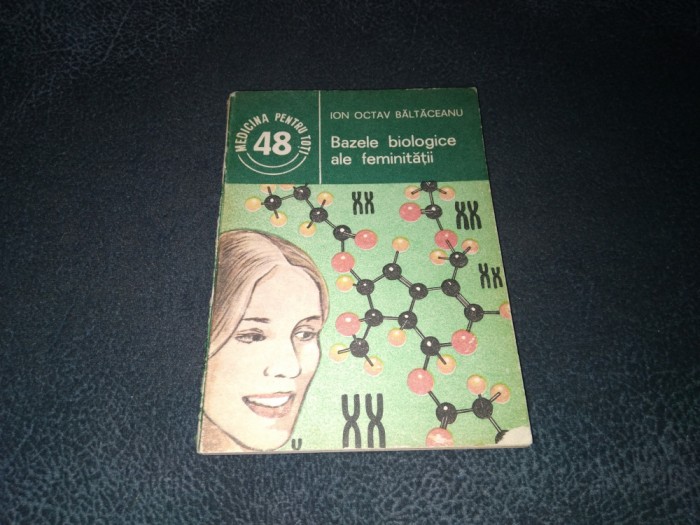 MEDICINA PENTRU TOȚI
48
ION OCTAV BĂLTĂCEANU
Bazele biologice
ale feminității